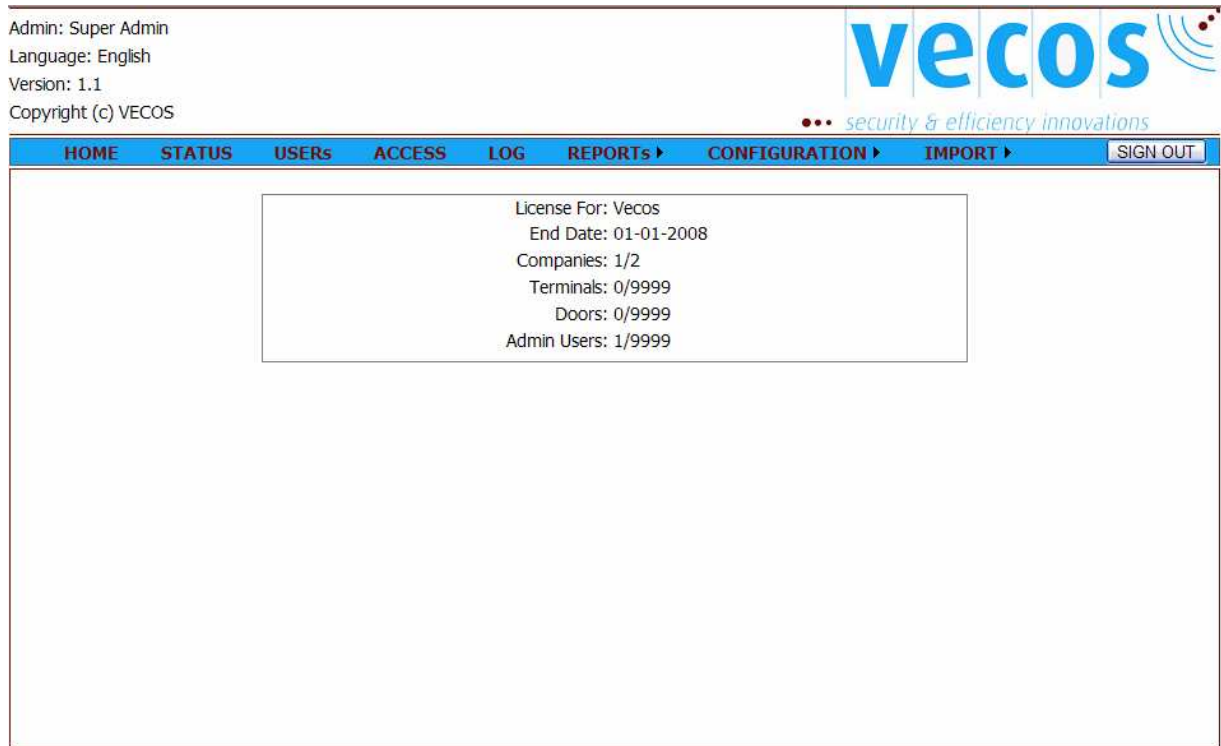 Admin: Super Admin
Language: English
Version: 1.1
Copyright (c) VECOS
vecos
security & efficiency innovations
HOME STATUS USERs ACCESS LOG REPORTs CONFIGURATION IMPORT SIGN OUT
License For: Vecos
End Date: 01-01-2008
Companies: 1/2
Terminals: 0/9999
Doors: 0/9999
Admin Users: 1/9999